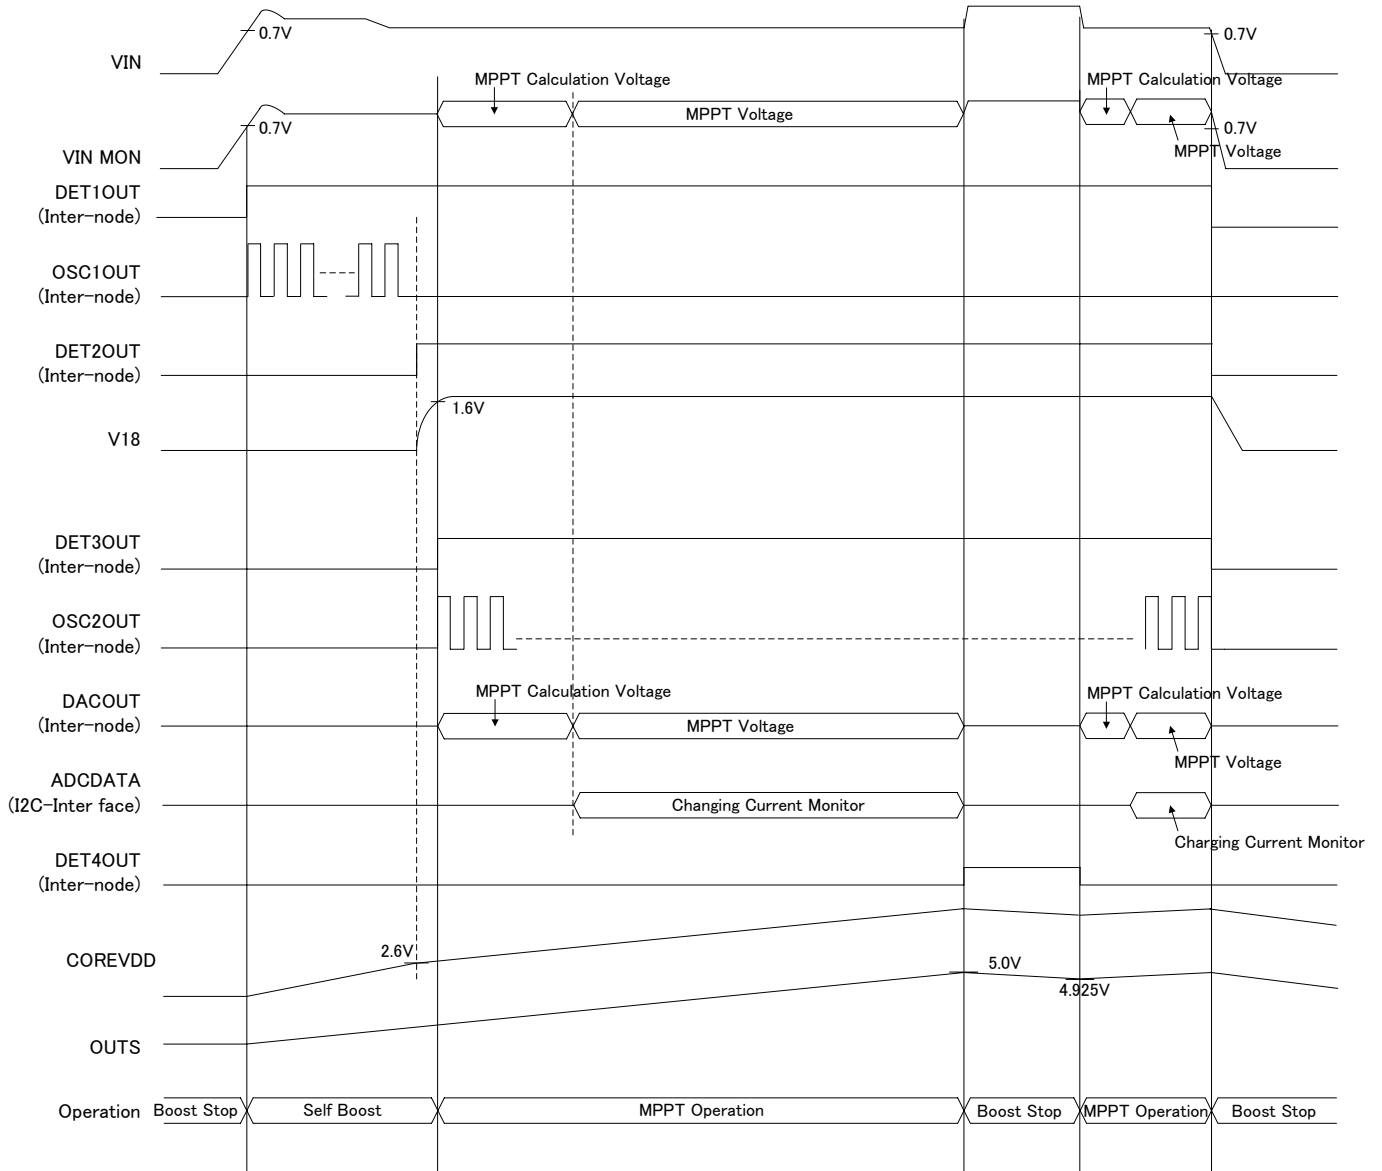 0.7V
0.7V
VIN
MPPT Calculation Voltage
MPPT Calculation Voltage
MPPT Voltage
0.7V
0.7V
VIN MON
MPPT Voltage
DET1OUT
(Inter-node)
OSC1OUT
(Inter-node)
DET2OUT
(Inter-node)
1.6V
V18
DET3OUT
(Inter-node)
OSC2OUT
(Inter-node)
MPPT Calculation Voltage
MPPT Calculation Voltage
DACOUT
(Inter-node)
MPPT Voltage
MPPT Voltage
ADCDATA
(I2C-Inter face)
Changing Current Monitor
Charging Current Monitor
DET4OUT
(Inter-node)
2.6V
COREVDD
5.0V
4.925V
OUTS
Operation
Boost Stop
Self Boost
MPPT Operation
Boost Stop
MPPT Operation
Boost Stop